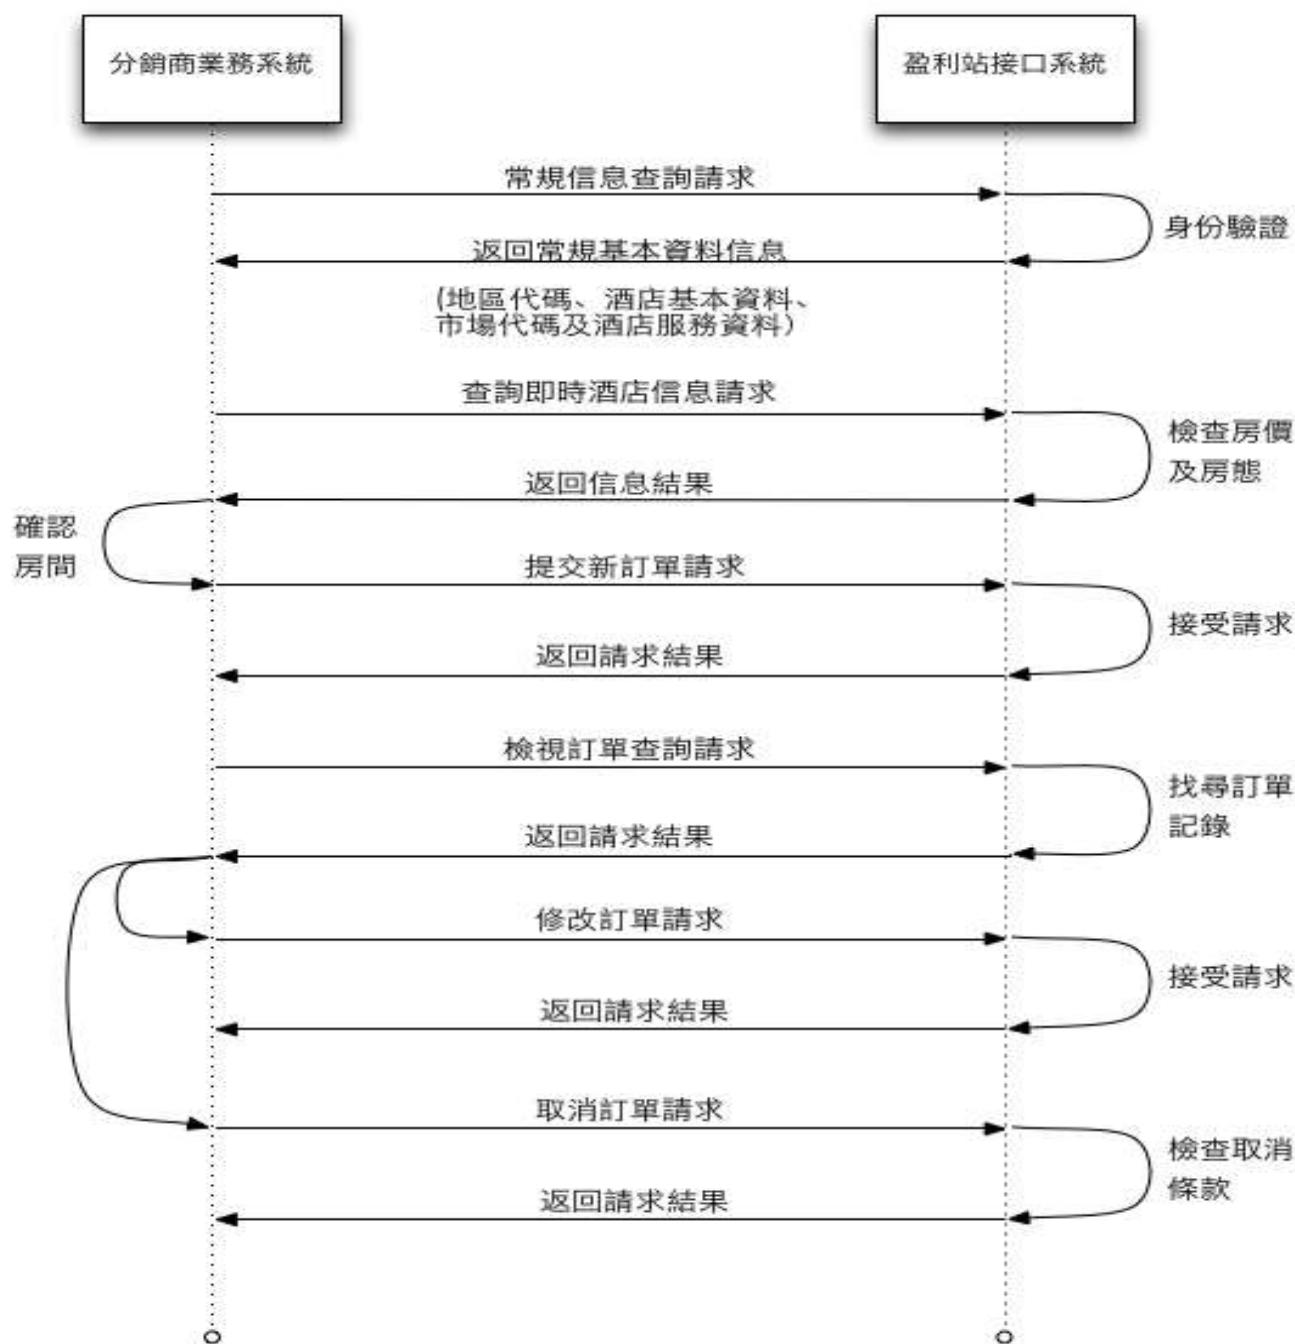 分銷商業務系統
盈利站接口系統
常規信息查詢請求
身份驗證
返回常規基本資料信息
(地區代碼、酒店基本資料、
市場代碼及酒店服務資料）
查詢即時酒店信息請求
檢查房價
及房態
返回信息結果
確認
房間
提交新訂單請求
接受請求
返回請求結果
檢視訂單查詢請求
找尋訂單
記錄
返回請求結果
修改訂單請求
接受請求
返回請求結果
取消訂單請求
檢查取消
條款
返回請求結果